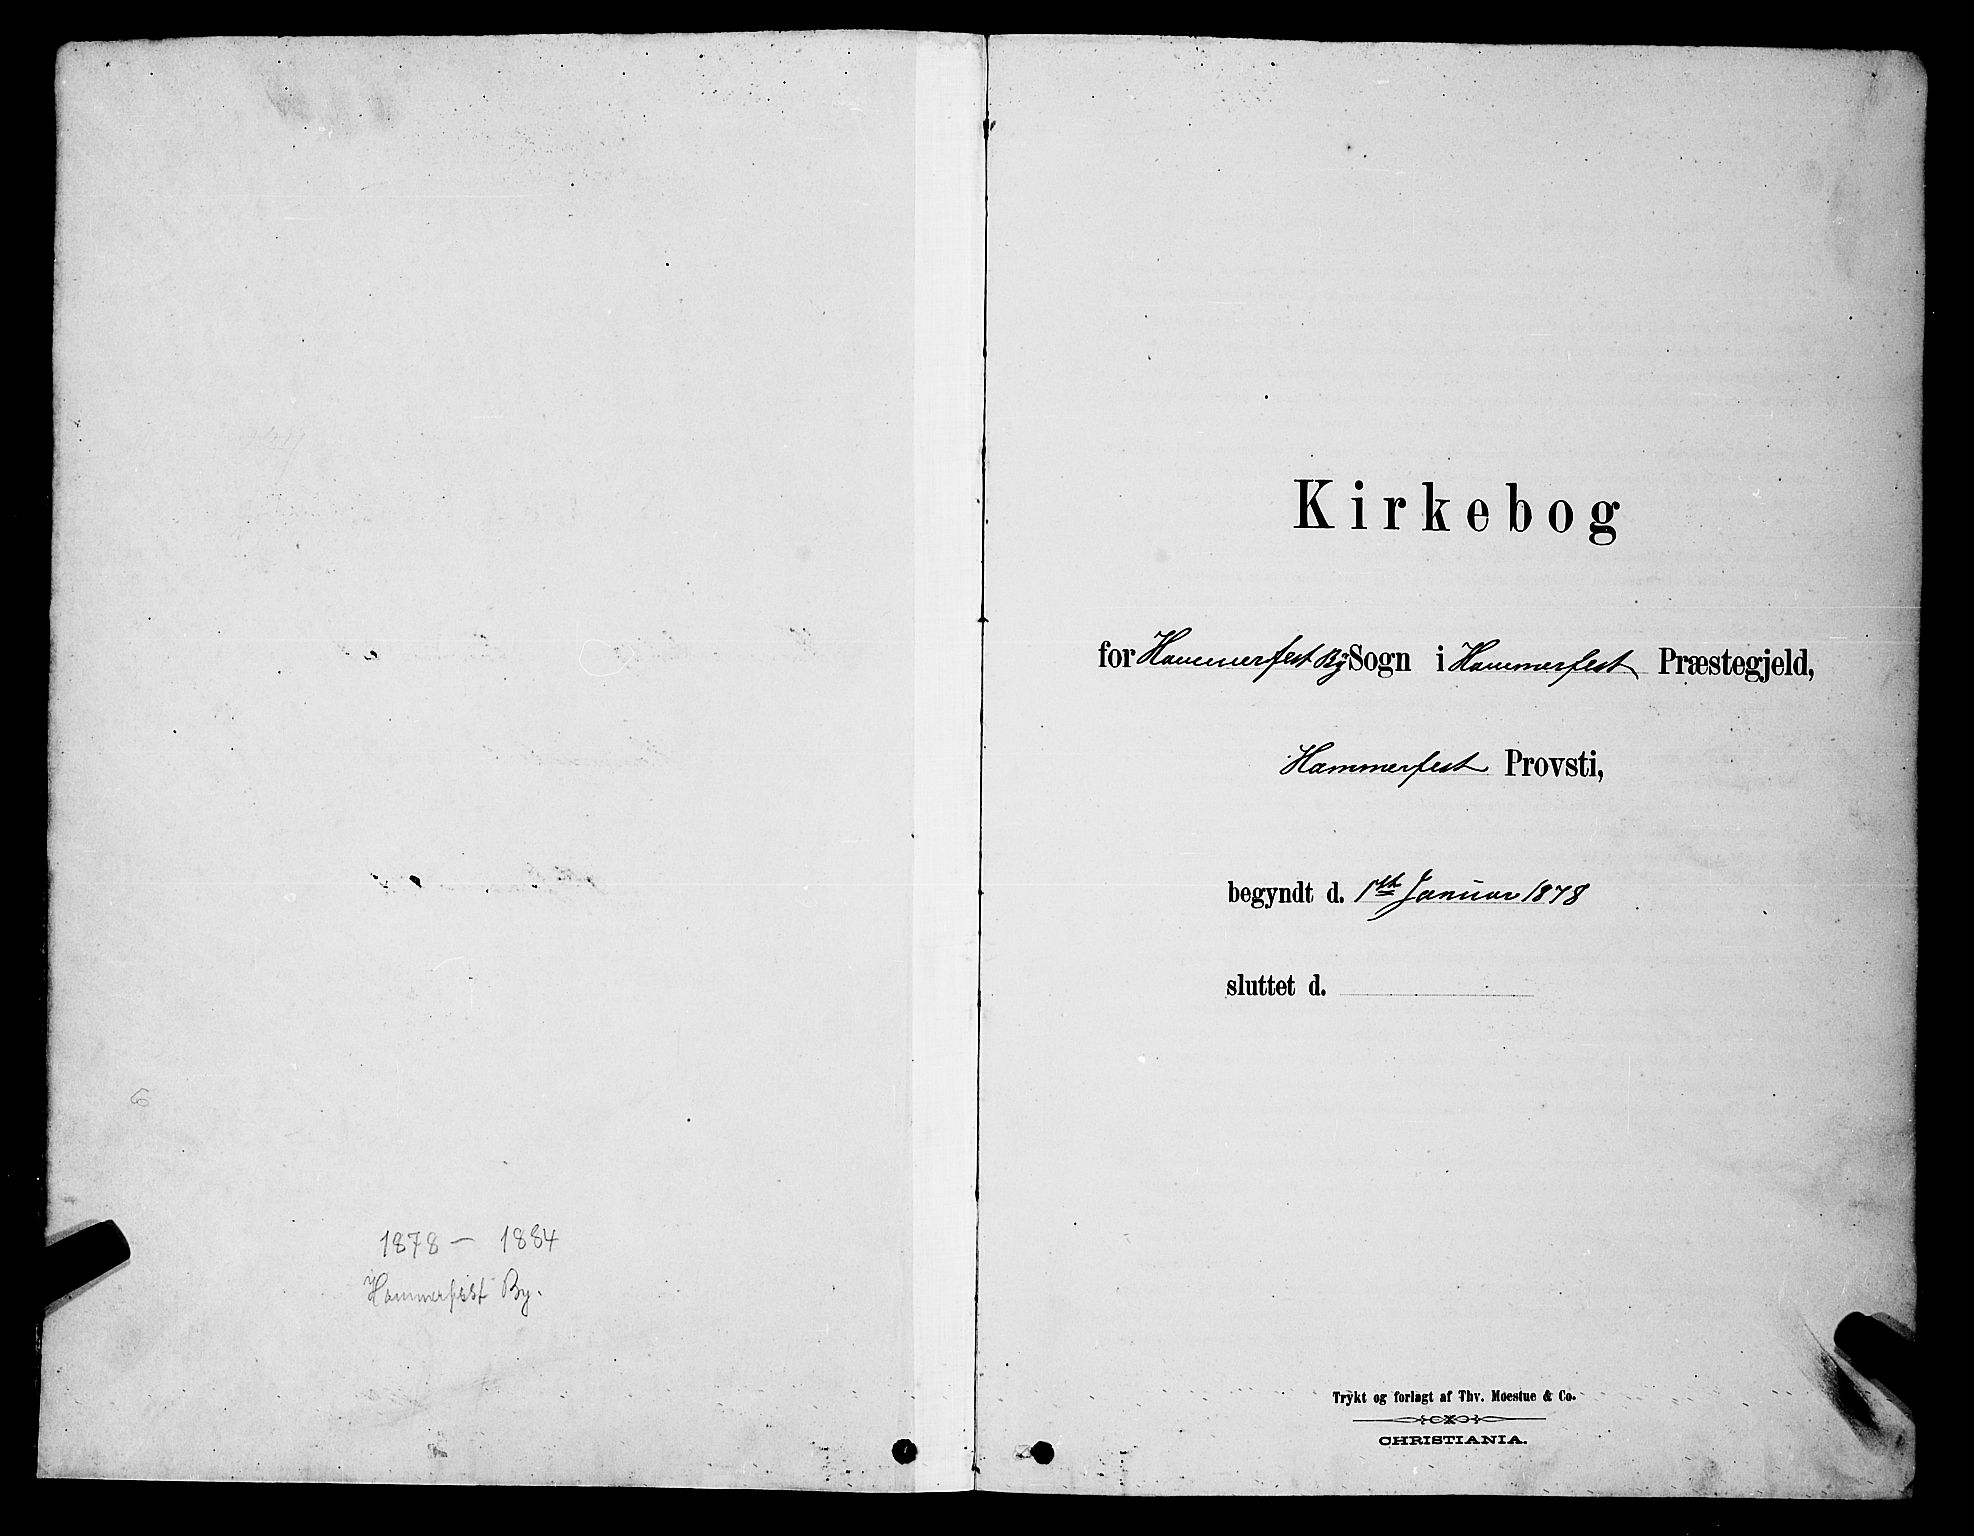 1878 — 1884
Hammerfest By.
Kirkebog
for Hammerfest By Sogn i Hammerfest Præstegjeld,
Hammerfest Provsti,
begyndt d. 1ste Januar 1878
sluttet d.
Trykt og forlagt af Thv. Moestue & Co.
CHRISTIANIA.